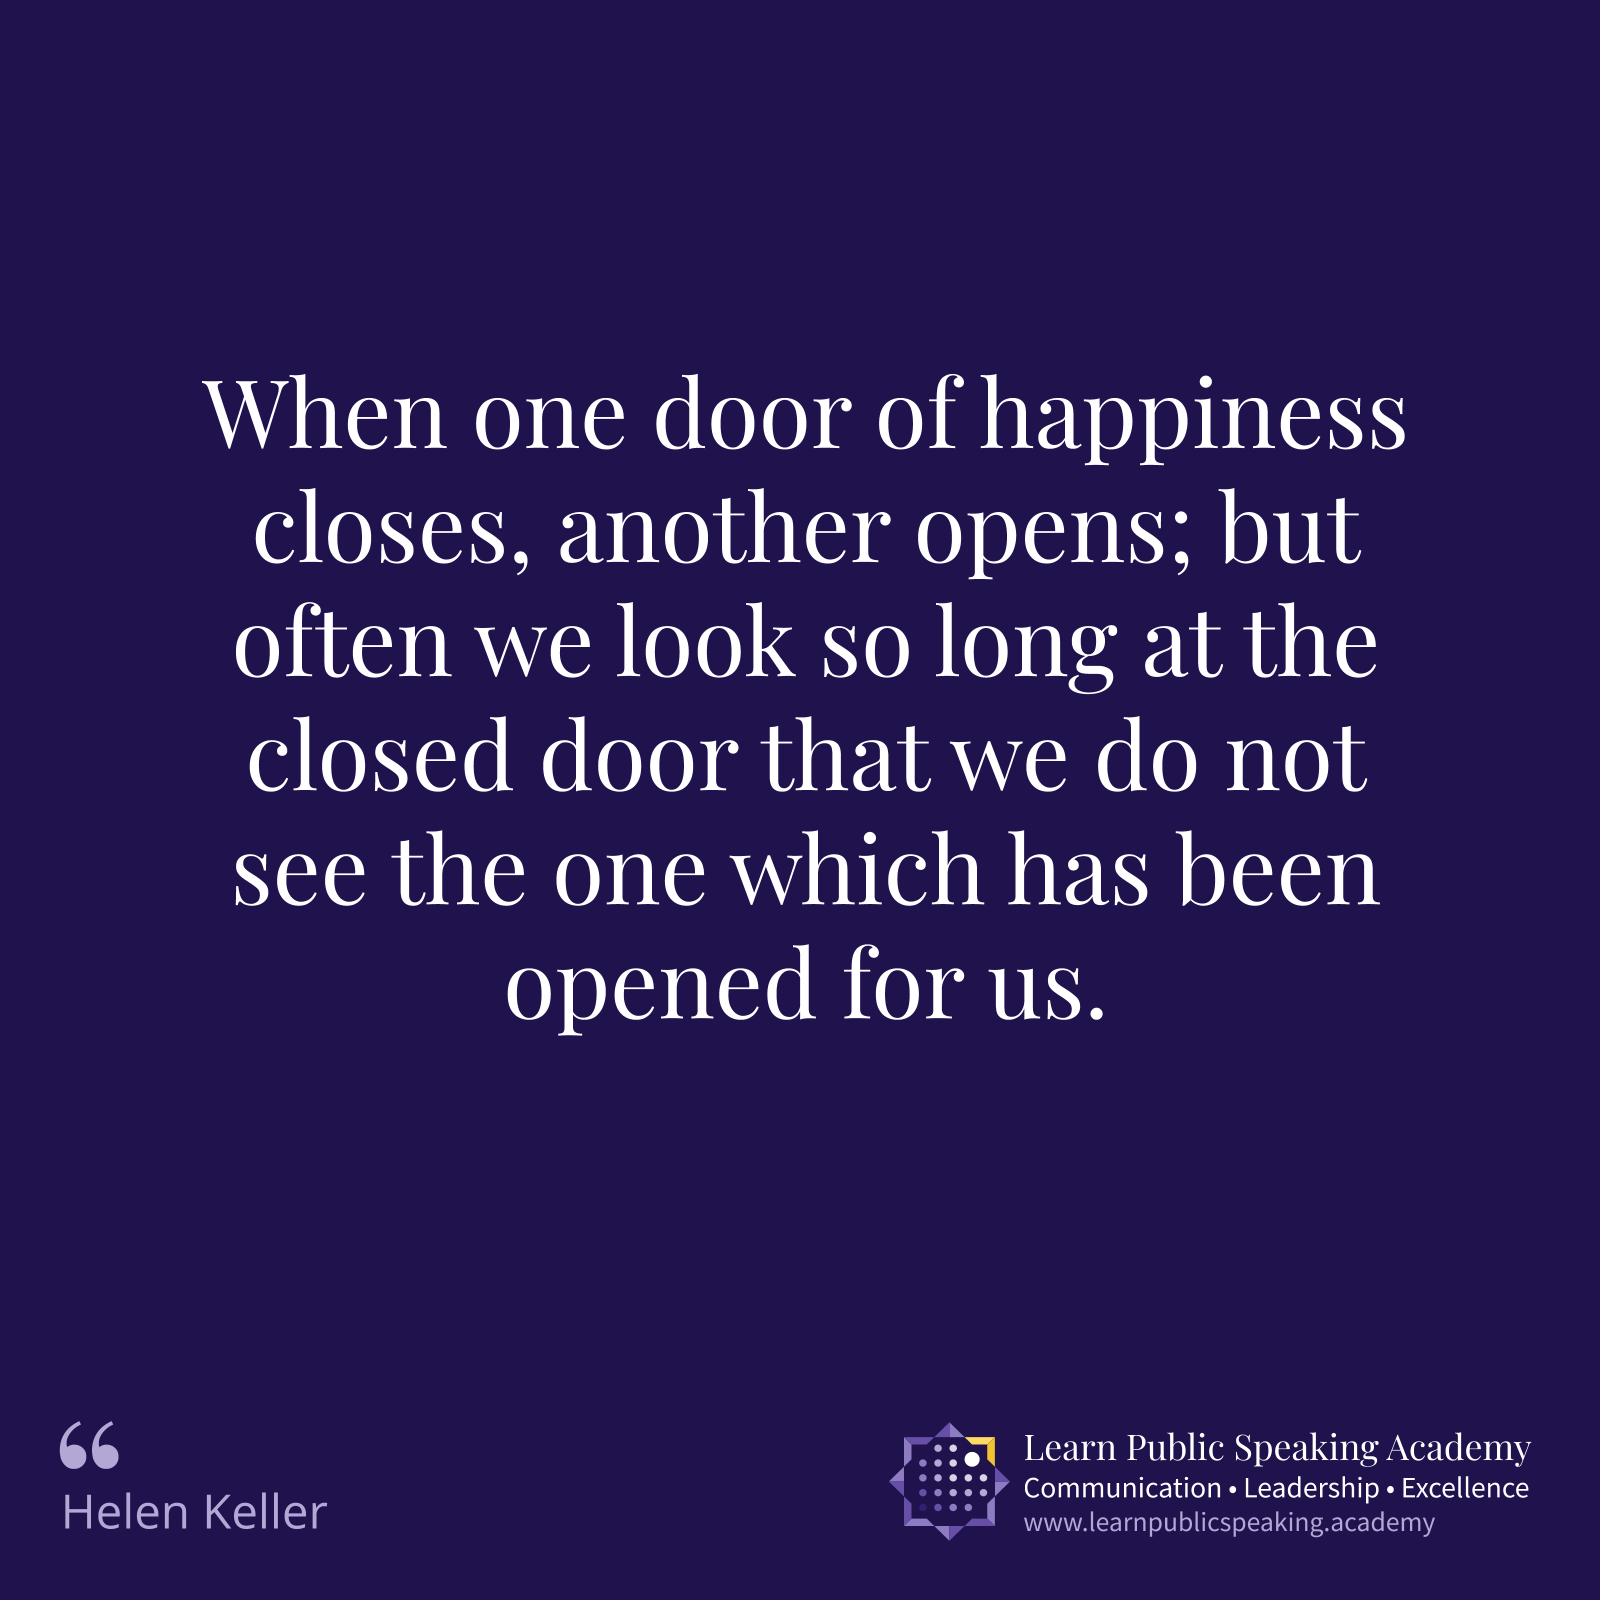 When one door of happiness
closes, another opens; but
often we look so long at the
closed door that we do not
see the one which has been
opened for us.
“
Helen Keller
Learn Public Speaking Academy
Communication • Leadership • Excellence
www.learnpublicspeaking.academy